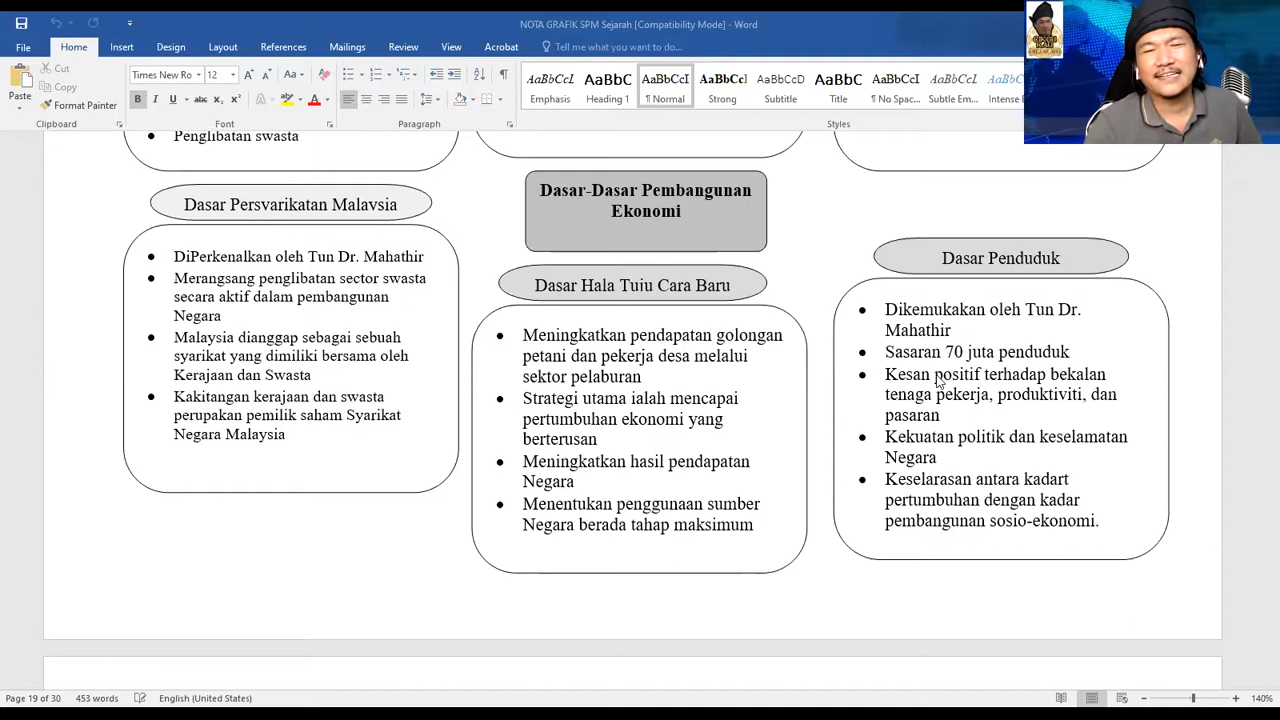 NOTA GRAFIK SPM Sejarah [Compatibility Mode] - Word
File Home Insert Design Layout References Mailings Review View Acrobat Tell me what you want to do...
Paste
Cut
Copy
Format Painter
Times New Ro 12
Clipboard
Font
Paragraph
Styles
AaBbCcL Emphasis
AaBbC Heading 1
AaBbCcI ¶ Normal
AaBbCc] Strong
AaBbCcD Subtitle
AaBbC Title
AaBbCcI ¶ No Spac...
AaBbCcL Subtle Em...
AaBbCc Intense E
• Penglibatan swasta
Dasar-Dasar Pembangunan
Ekonomi
Dasar Persyarikatan Malaysia
• DiPerkenalkan oleh Tun Dr. Mahathir
• Merangsang penglibatan sector swasta
secara aktif dalam pembangunan
Negara
• Malaysia dianggap sebagai sebuah
syarikat yang dimiliki bersama oleh
Kerajaan dan Swasta
• Kakitangan kerajaan dan swasta
perupakan pemilik saham Syarikat
Negara Malaysia
Dasar Hala Tuju Cara Baru
• Meningkatkan pendapatan golongan
petani dan pekerja desa melalui
sektor pelaburan
• Strategi utama ialah mencapai
pertumbuhan ekonomi yang
berterusan
• Meningkatkan hasil pendapatan
Negara
• Menentukan penggunaan sumber
Negara berada tahap maksimum
Dasar Penduduk
• Dikemukakan oleh Tun Dr.
Mahathir
• Sasaran 70 juta penduduk
• Kesan positif terhadap bekalan
tenaga pekerja, produktiviti, dan
pasaran
• Kekuatan politik dan keselamatan
Negara
• Keselarasan antara kadart
pertumbuhan dengan kadar
pembangunan sosio-ekonomi.
Page 19 of 30 453 words English (United States) 140%